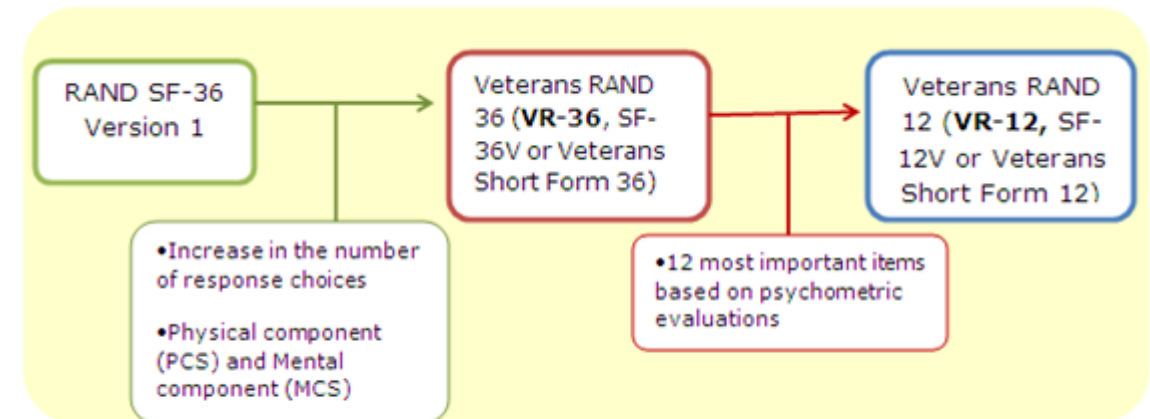 RAND SF-36
Version 1
Veterans RAND
36 (VR-36, SF-
36V or Veterans
Short Form 36)
Veterans RAND
12 (VR-12, SF-
12V or Veterans
Short Form 12)
•Increase in the number
of response choices
•Physical component
(PCS) and Mental
component (MCS)
•12 most important items
based on psychometric
evaluations